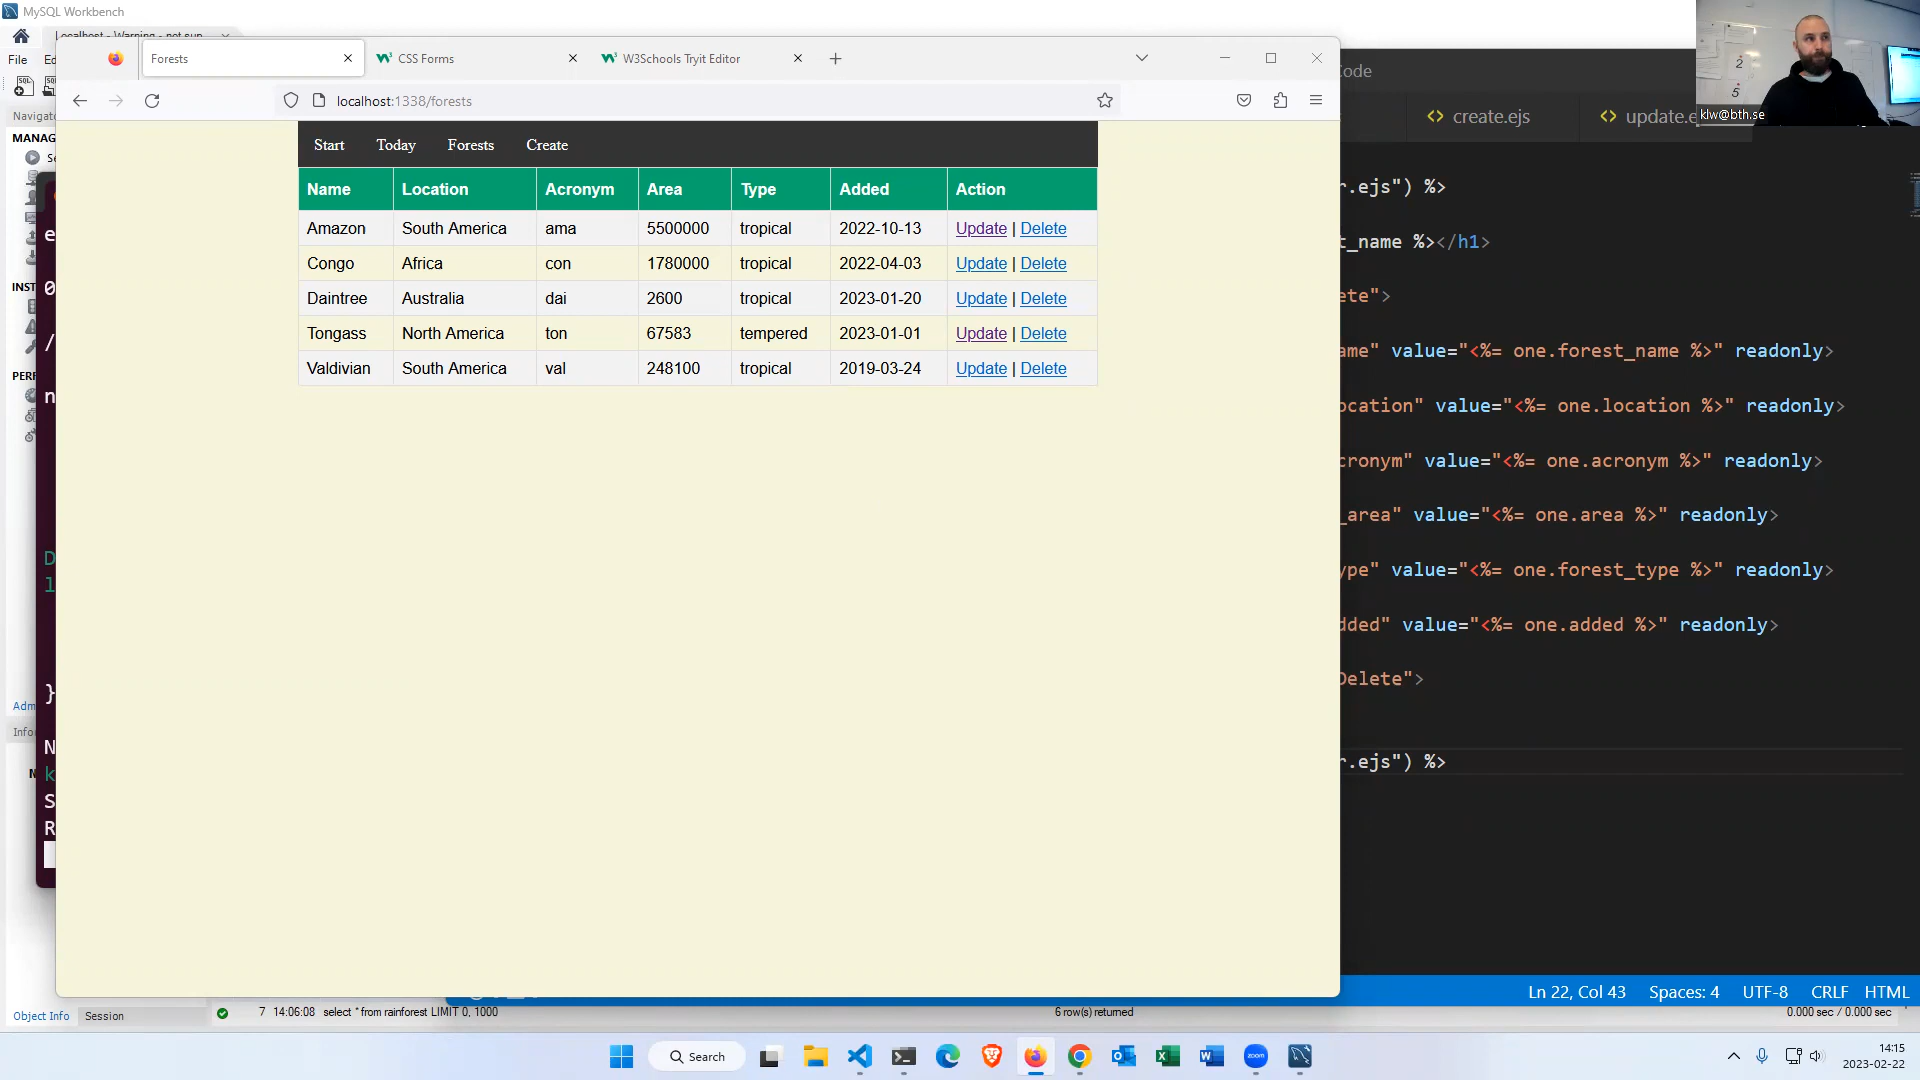 MySQL Workbench
File
Forests
CSS Forms
W3Schools Tryit Editor
localhost:1338/forests
create.ejs
klw@bth.se
2
5
Start Today Forests Create
Name Location Acronym Area Type Added Action
Amazon South America ama 5500000 tropical 2022-10-13 Update | Delete
Congo Africa con 1780000 tropical 2022-04-03 Update | Delete
Daintree Australia dai 2600 tropical 2023-01-20 Update | Delete
Tongass North America ton 67583 tempered 2023-01-01 Update | Delete
Valdivian South America val 248100 tropical 2019-03-24 Update | Delete
r.ejs") %>
t_name %></h1>
ete">
ame" value="<%= one.forest_name %>" readonly>
ocation" value="<%= one.location %>" readonly>
cronym" value="<%= one.acronym %>" readonly>
_area" value="<%= one.area %>" readonly>
ype" value="<%= one.forest_type %>" readonly>
dded" value="<%= one.added %>" readonly>
Delete">
r.ejs") %>
Ln 22, Col 43 Spaces: 4 UTF-8 CRLF HTML
Object Info Session
7 14:06:08 select * from rainforest LIMIT 0, 1000 6 row(s) returned 0.000 sec / 0.000 sec
Search
zoom
14:15
2023-02-22